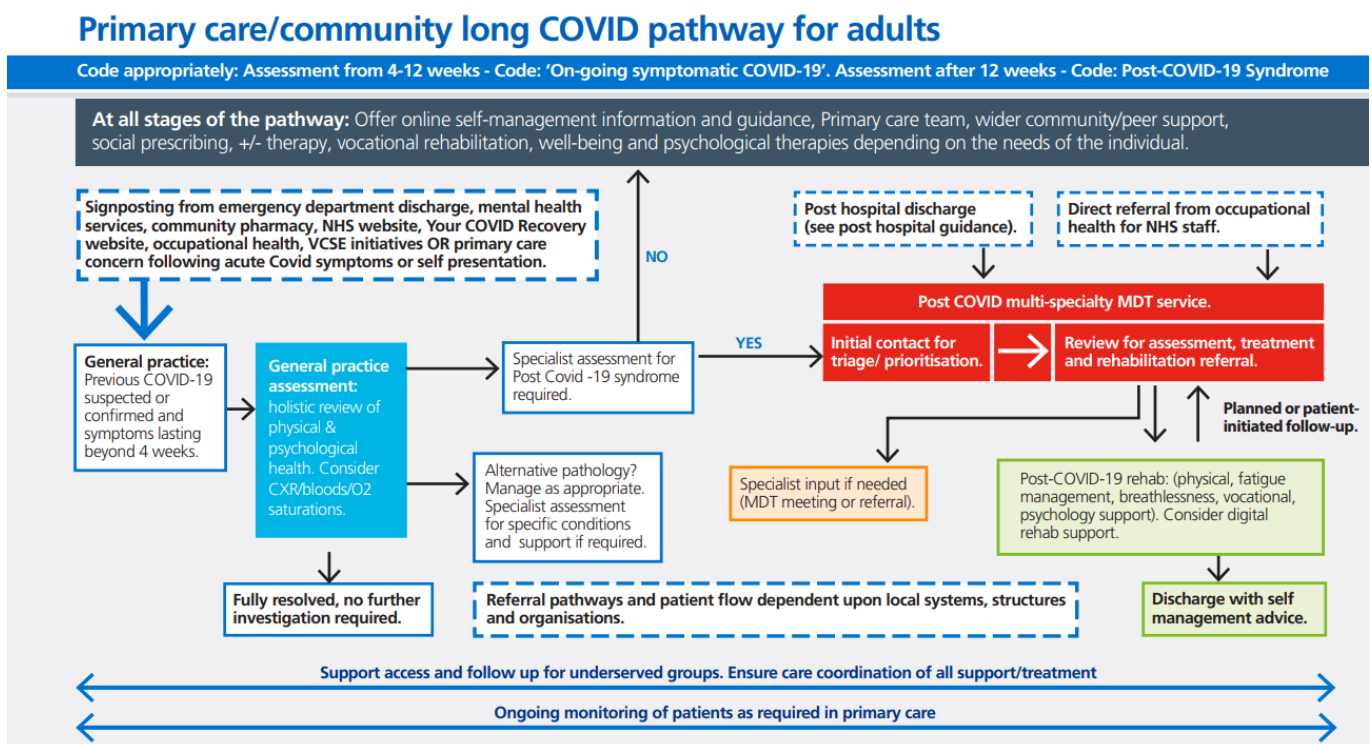 Primary care/community long COVID pathway for adults
Code appropriately: Assessment from 4-12 weeks - Code: ‘On-going symptomatic COVID-19’. Assessment after 12 weeks - Code: Post-COVID-19 Syndrome
At all stages of the pathway: Offer online self-management information and guidance, Primary care team, wider community/peer support,
social prescribing, +/- therapy, vocational rehabilitation, well-being and psychological therapies depending on the needs of the individual.
Signposting from emergency department discharge, mental health
services, community pharmacy, NHS website, Your COVID Recovery
website, occupational health, VCSE initiatives OR primary care
concern following acute Covid symptoms or self presentation.
NO
Post hospital discharge
(see post hospital guidance).
Direct referral from occupational
health for NHS staff.
General practice:
Previous COVID-19
suspected or
confirmed and
symptoms lasting
beyond 4 weeks.
General practice
assessment:
holistic review of
physical &
psychological
health. Consider
CXR/bloods/O2
saturations.
Specialist assessment for
Post Covid -19 syndrome
required.
YES
Post COVID multi-specialty MDT service.
Initial contact for
triage/ prioritisation.
Review for assessment, treatment
and rehabilitation referral.
Planned or patient-
initiated follow-up.
Alternative pathology?
Manage as appropriate.
Specialist assessment
for specific conditions
and support if required.
Specialist input if needed
(MDT meeting or referral).
Post-COVID-19 rehab: (physical, fatigue
management, breathlessness, vocational,
psychology support). Consider digital
rehab support.
Fully resolved, no further
investigation required.
Referral pathways and patient flow dependent upon local systems, structures
and organisations.
Discharge with self
management advice.
Support access and follow up for underserved groups. Ensure care coordination of all support/treatment
Ongoing monitoring of patients as required in primary care